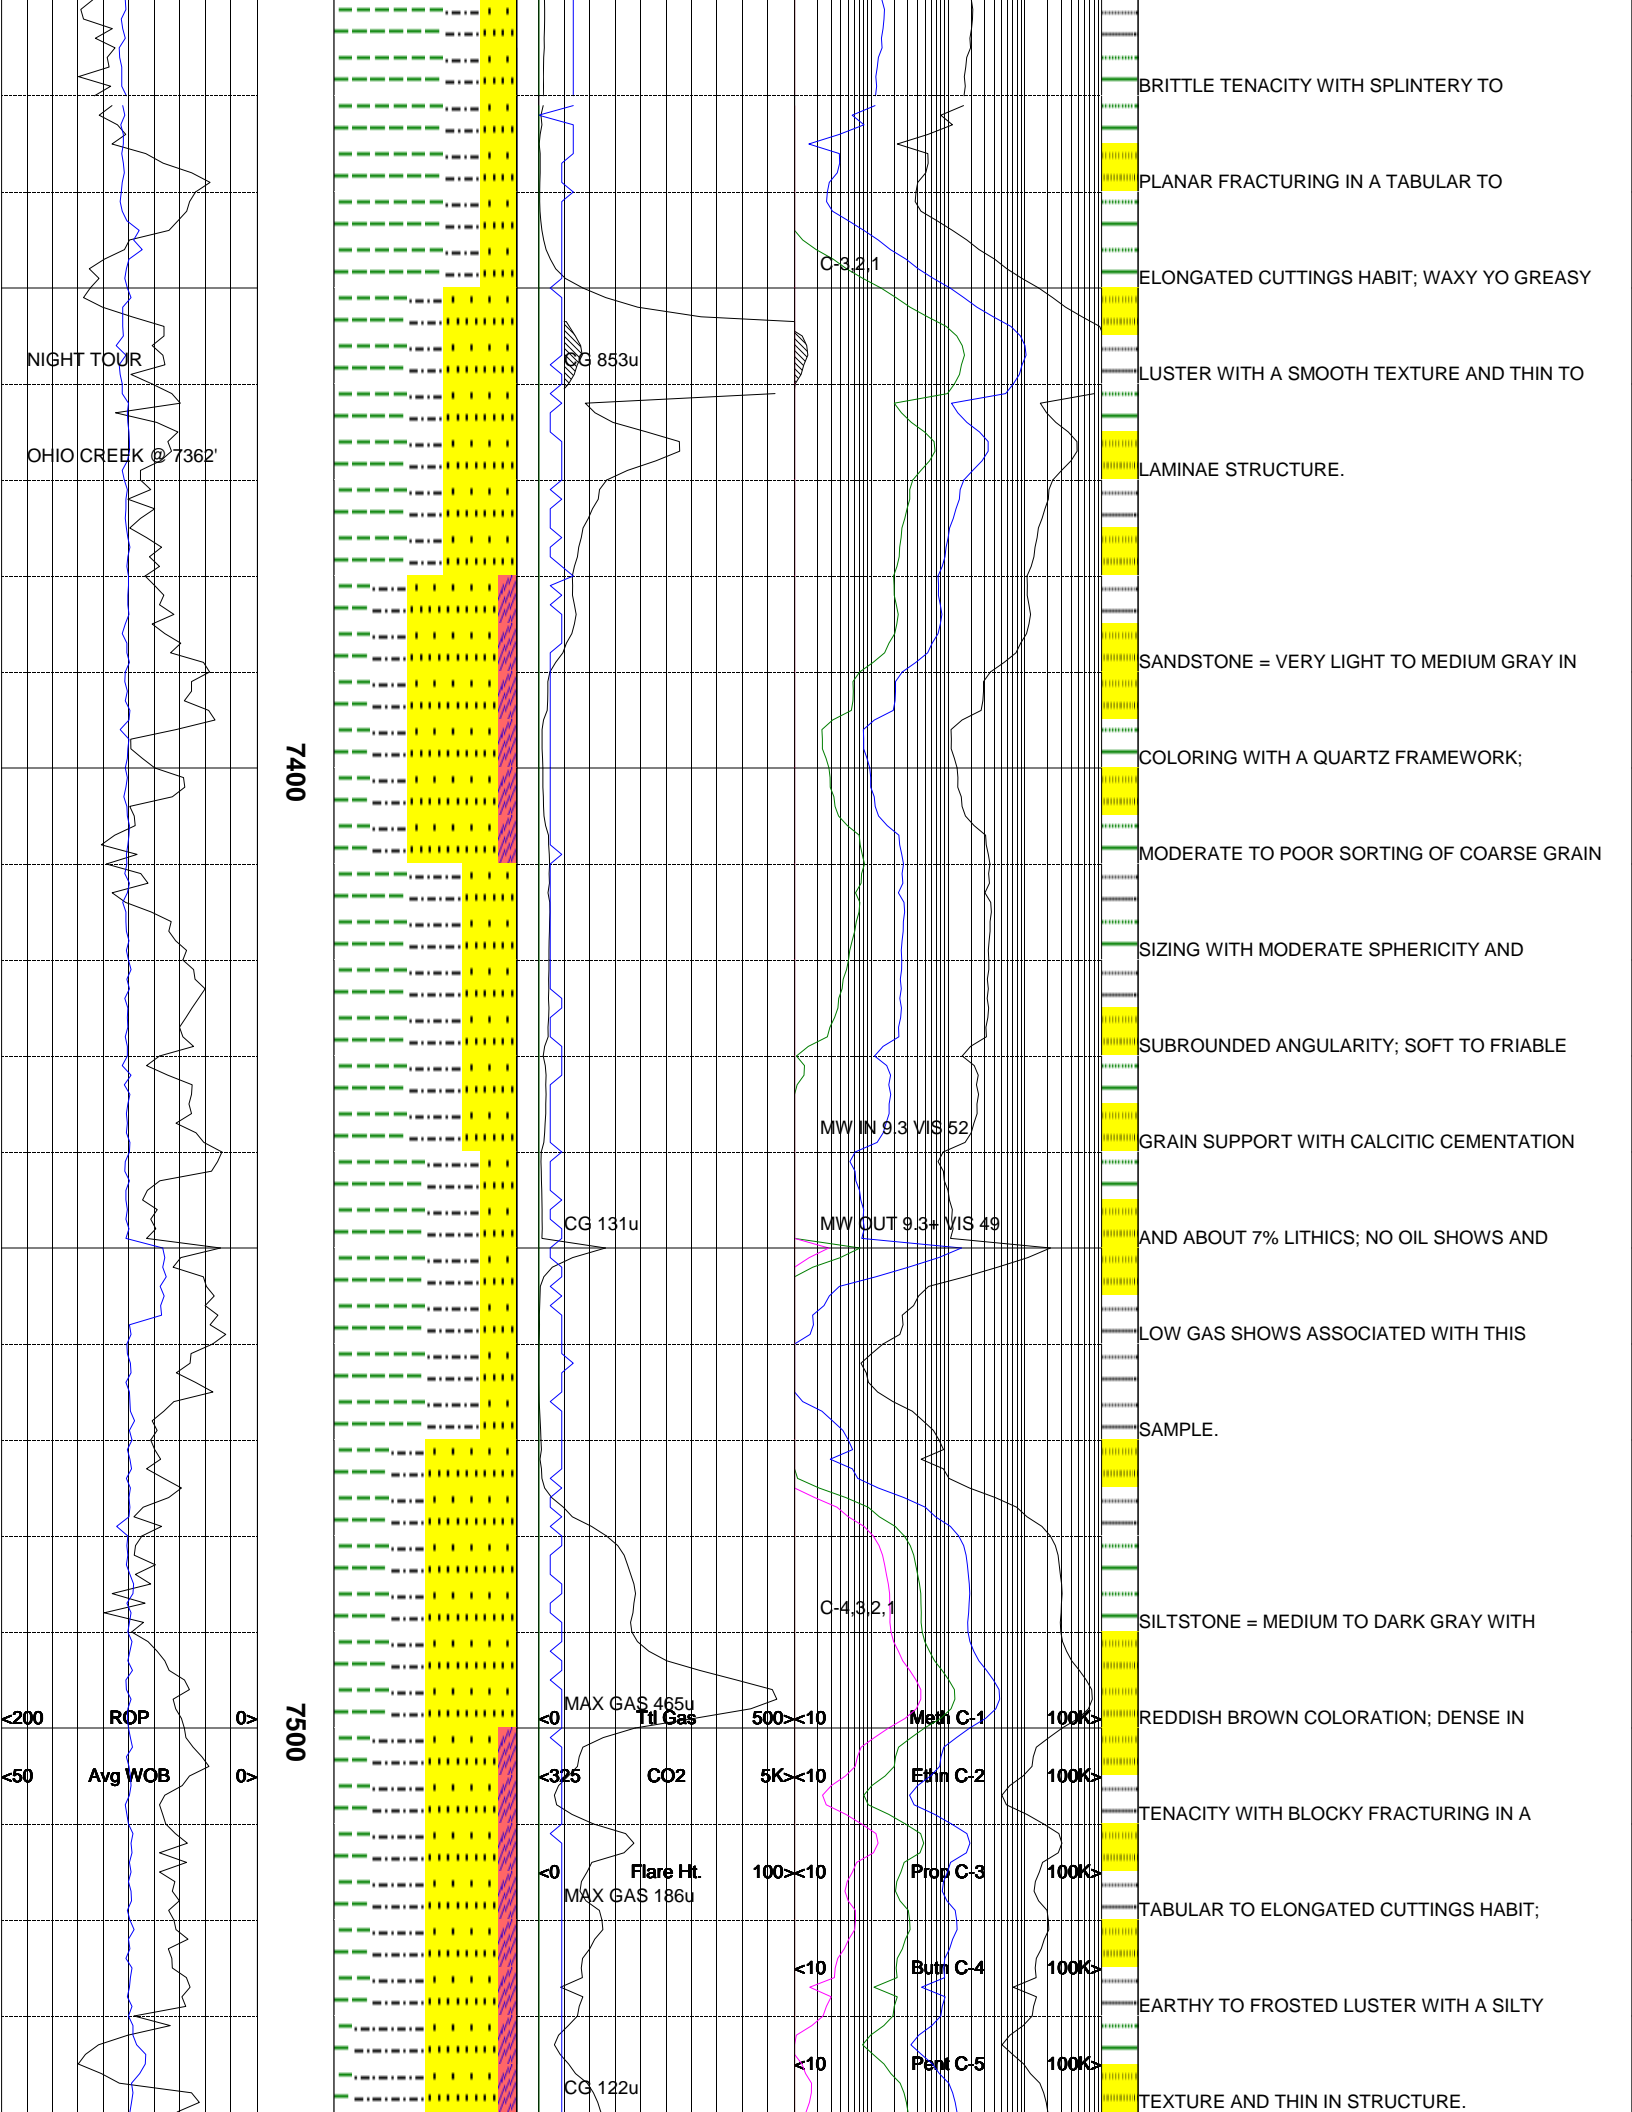 BRITTLE TENACITY WITH SPLINTERY TO
PLANAR FRACTURING IN A TABULAR TO
C-3,2,1
ELONGATED CUTTINGS HABIT; WAXY YO GREASY
NIGHT TOUR
CG 853u
LUSTER WITH A SMOOTH TEXTURE AND THIN TO
OHIO CREEK @ 7362'
LAMINAE STRUCTURE.
SANDSTONE = VERY LIGHT TO MEDIUM GRAY IN
7400
COLORING WITH A QUARTZ FRAMEWORK;
MODERATE TO POOR SORTING OF COARSE GRAIN
SIZING WITH MODERATE SPHERICITY AND
SUBROUNDED ANGULARITY; SOFT TO FRIABLE
MW IN 9.3 VIS 52
GRAIN SUPPORT WITH CALCITIC CEMENTATION
CG 131u
MW OUT 9.3+ VIS 49
AND ABOUT 7% LITHICS; NO OIL SHOWS AND
LOW GAS SHOWS ASSOCIATED WITH THIS
SAMPLE.
C-4,3,2,1
SILTSTONE = MEDIUM TO DARK GRAY WITH
MAX GAS 465u
7500
<200 ROP 0>
<0 Ttl Gas 500>
<10 Meth C-1 100K>
REDDISH BROWN COLORATION; DENSE IN
<50 Avg WOB 0>
<325 CO2 5K>
<10 Ethn C-2 100K>
TENACITY WITH BLOCKY FRACTURING IN A
<0 Flare Ht. 100>
<10 Prop C-3 100K>
MAX GAS 186u
TABULAR TO ELONGATED CUTTINGS HABIT;
<10 Butn C-4 100K>
EARTHY TO FROSTED LUSTER WITH A SILTY
<10 Pent C-5 100K>
CG 122u
TEXTURE AND THIN IN STRUCTURE.